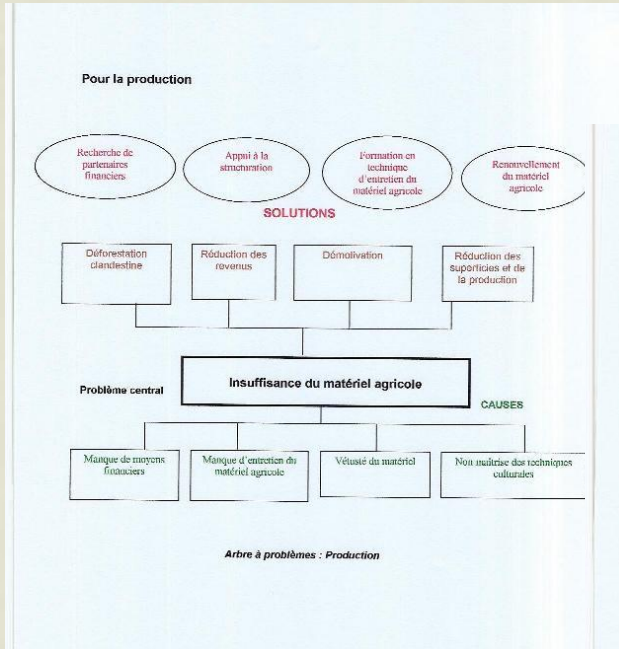 Pour la production
Recherche de
partenaires
financiers
Appui à la
structuration
Formation en
technique
d'entretien du
matériel agricole
Renouvellement
du matériel
agricole
SOLUTIONS
Déforestation
clandestine
Réduction des
revenus
Démotivation
Réduction des
superficies et de
la production
Problème central
Insuffisance du matériel agricole
CAUSES
Manque de moyens
financiers
Manque d'entretien du
matériel agricole
Vétusté du matériel
Non maîtrise des techniques
culturales
Arbre à problèmes : Production